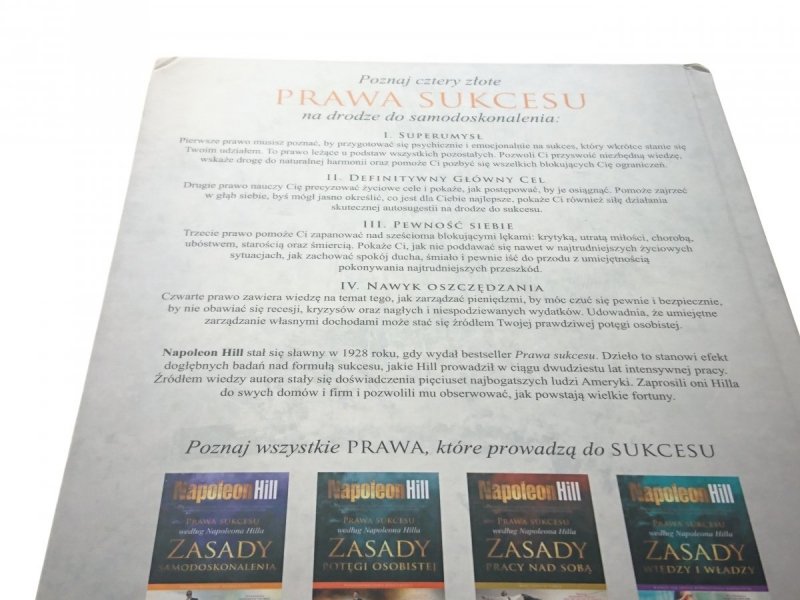 Poznaj cztery złote
PRAWA SUKCESU
na drodze do samodoskonalenia:
I. Superumysł
Pierwsze prawo musisz poznać, by przygotować się psychicznie i emocjonalnie na sukces, który wkrótce stanie się
Twoim udziałem. To prawo leżące u podstaw wszystkich pozostałych. Pozwoli Ci przyswoić niezbędną wiedzę,
wskaże drogę do naturalnej harmonii oraz pomoże Ci pozbyć się wszelkich blokujących Cię ograniczeń.
II. Definitywny Główny Cel
Drugie prawo nauczy Cię precyzować życiowe cele i pokaże, jak postępować, by je osiągnąć. Pomoże zajrzeć
w głąb siebie, byś mógł jasno określić, co jest dla Ciebie najlepsze, pokaże Ci również siłę działania
skutecznej autosugestii na drodze do sukcesu.
III. Pewność siebie
Trzecie prawo pomoże Ci zapanować nad sześcioma blokującymi lękami: krytyką, utratą miłości, chorobą,
ubóstwem, starością oraz śmiercią. Pokaże Ci, jak nie poddawać się nawet w najtrudniejszych życiowych
sytuacjach, jak zachować spokój ducha, śmiało i pewnie iść do przodu z umiejętnością
pokonywania najtrudniejszych przeszkód.
IV. Nawyk oszczędzania
Czwarte prawo zawiera wiedzę na temat tego, jak zarządzać pieniędzmi, by móc czuć się pewnie i bezpiecznie,
by nie obawiać się recesji, kryzysów oraz nagłych i niespodziewanych wydatków. Udowadnia, że umiejętne
zarządzanie własnymi dochodami może stać się źródłem Twojej prawdziwej potęgi osobistej.
Napoleon Hill stał się sławny w 1928 roku, gdy wydał bestseller Prawa sukcesu. Dzieło to stanowi efekt
dogłębnych badań nad formułą sukcesu, jakie Hill prowadził w ciągu dwudziestu lat intensywnej pracy.
Źródłem wiedzy autora stały się doświadczenia pięciuset najbogatszych ludzi Ameryki. Zaprosili oni Hilla
do swych domów i firm i pozwolili mu obserwować, jak powstają wielkie fortuny.
Poznaj wszystkie PRAWA, które prowadzą do SUKCESU
Napoleon Hill
PRAWA SUKCESU
według Napoleona Hilla
ZASADY
SAMODOSKONALENIA
Napoleon Hill
PRAWA SUKCESU
według Napoleona Hilla
ZASADY
POTĘGI OSOBISTEJ
Napoleon Hill
PRAWA SUKCESU
według Napoleona Hilla
ZASADY
PRACY NAD SOBĄ
Napoleon Hill
PRAWA SUKCESU
według Napoleona Hilla
ZASADY
WIEDZY I WŁADZY